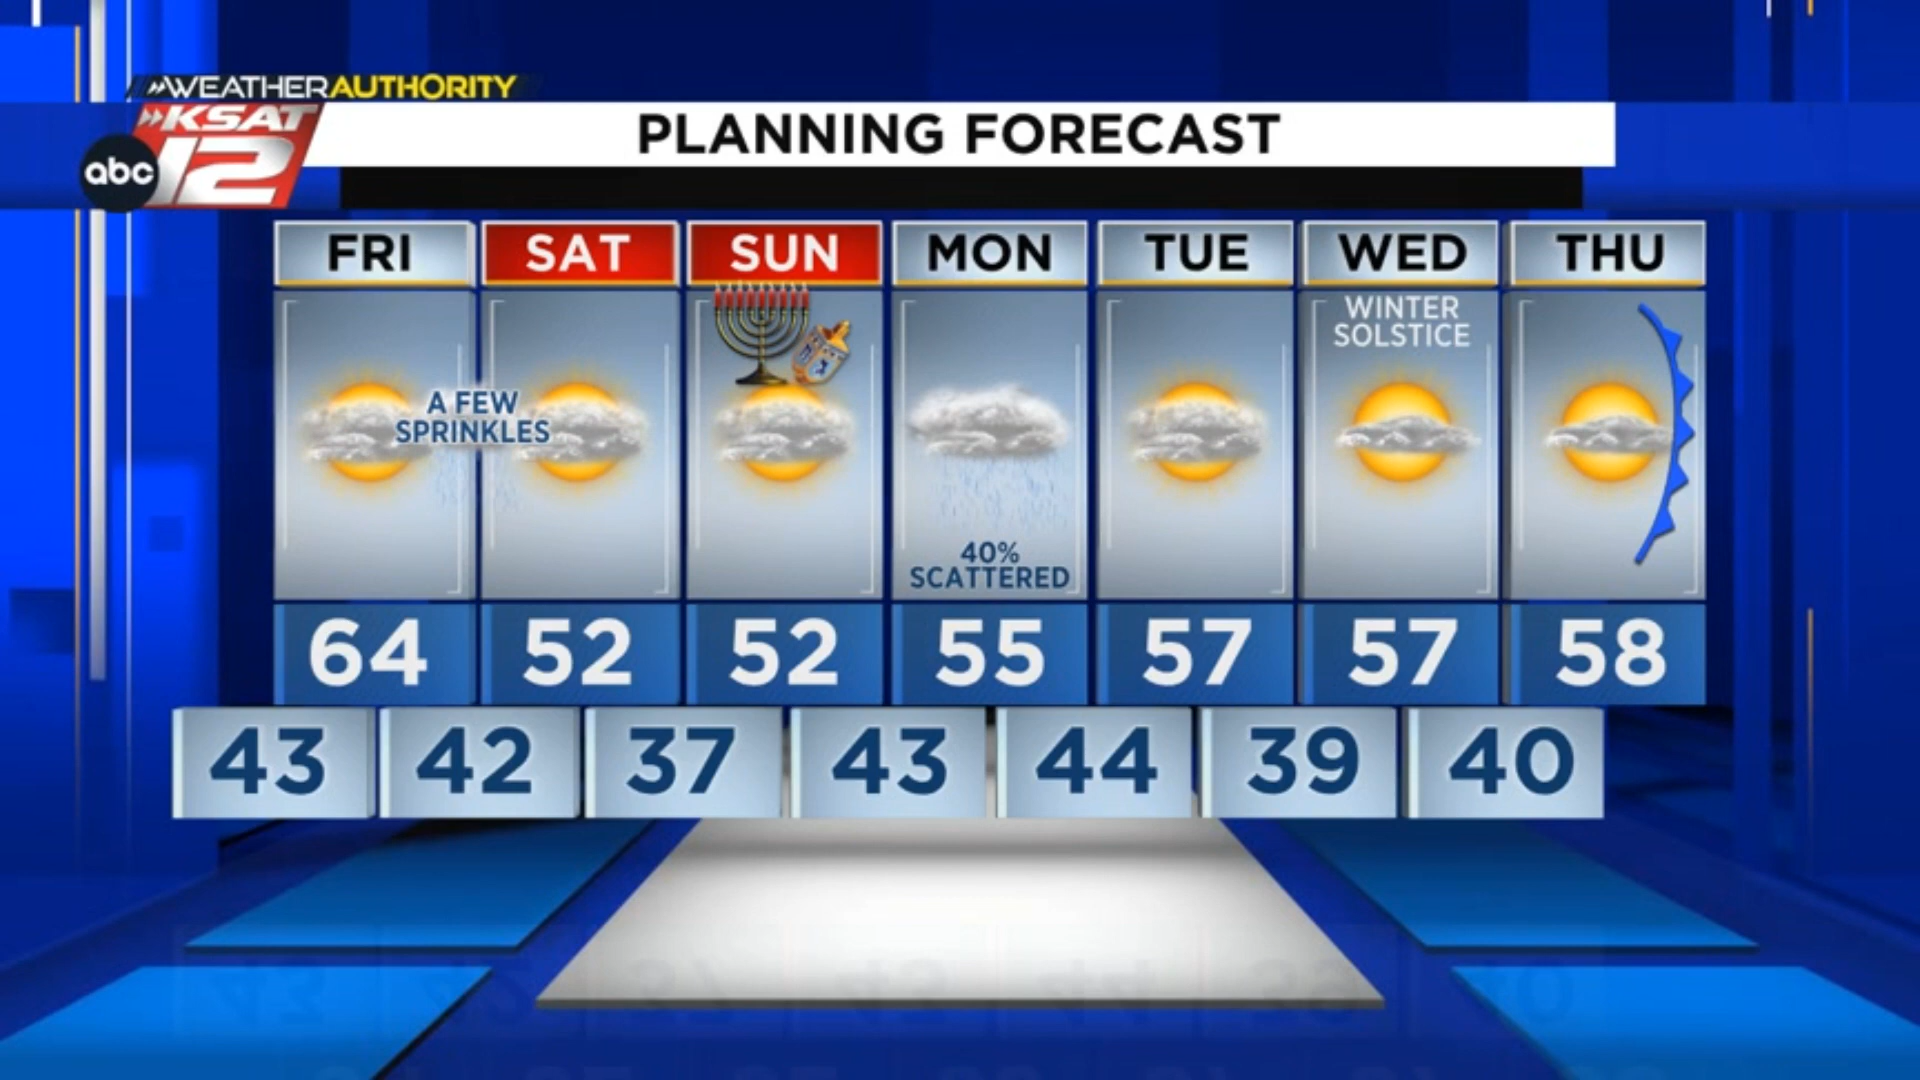 WEATHERAUTHORITY
KSAT
abc 12
PLANNING FORECAST
FRI SAT SUN MON TUE WED THU
WINTER
SOLSTICE
A FEW
SPRINKLES
40%
SCATTERED
64 52 52 55 57 57 58
43 42 37 43 44 39 40